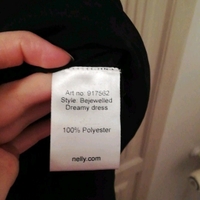 Art no: 917562
Style: Bejewelled
Dreamy dress
100% Polyester
nelly.com